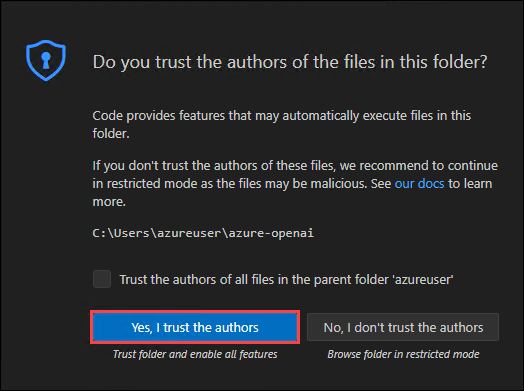 Do you trust the authors of the files in this folder?
Code provides features that may automatically execute files in this
folder.
If you don't trust the authors of these files, we recommend to continue
in restricted mode as the files may be malicious. See our docs to learn
more.
C:\Users\azureuser\azure-openai
Trust the authors of all files in the parent folder 'azureuser'
Yes, I trust the authors
No, I don't trust the authors
Trust folder and enable all features
Browse folder in restricted mode